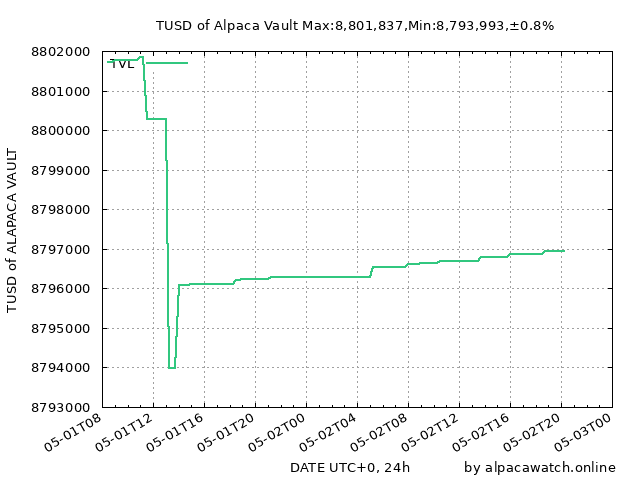 TUSD of Alpaca Vault Max:8,801,837,Min:8,793,993,±0.8%
TVL
8802000
8801000
8800000
8799000
8798000
8797000
8796000
8795000
8794000
8793000
TUSD of ALAPACA VAULT
05-01T08
05-01T12
05-01T16
05-01T20
05-02T00
05-02T04
05-02T08
05-02T12
05-02T16
05-02T20
05-03T00
DATE UTC+0, 24h
by alpacawatch.online